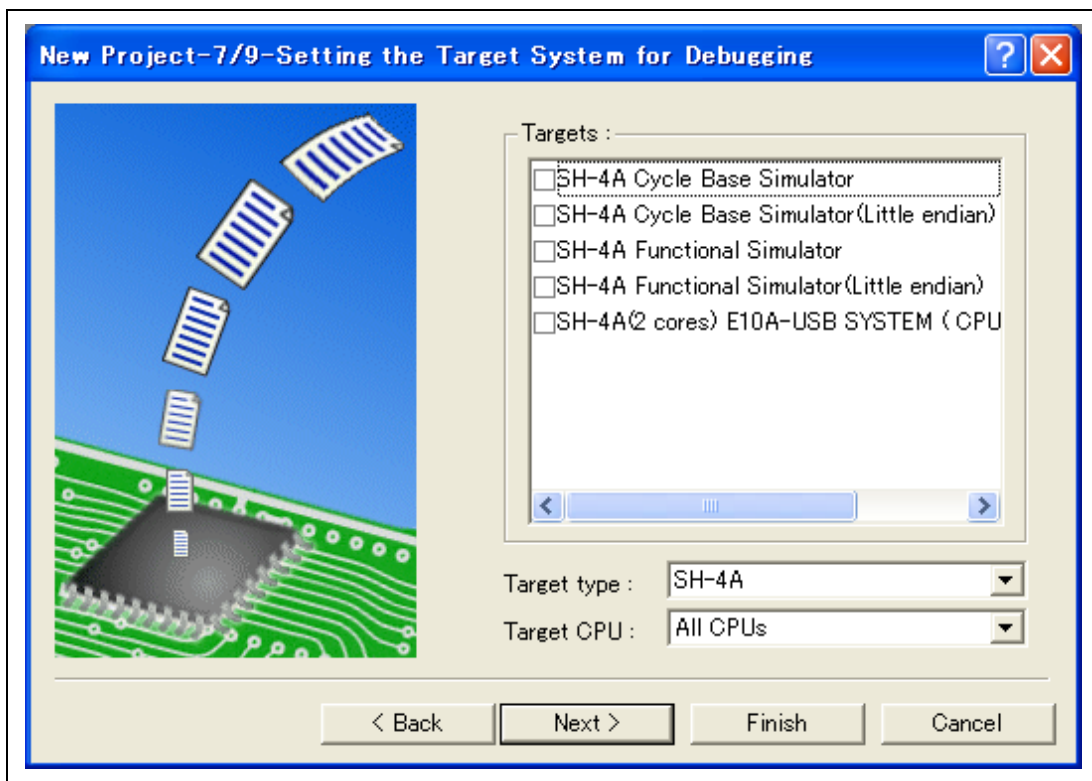 New Project-7/9-Setting the Target System for Debugging
Targets :
SH-4A Cycle Base Simulator
SH-4A Cycle Base Simulator(Little endian)
SH-4A Functional Simulator
SH-4A Functional Simulator(Little endian)
SH-4A(2 cores) E10A-USB SYSTEM ( CPU
Target type : SH-4A
Target CPU : All CPUs
< Back Next > Finish Cancel